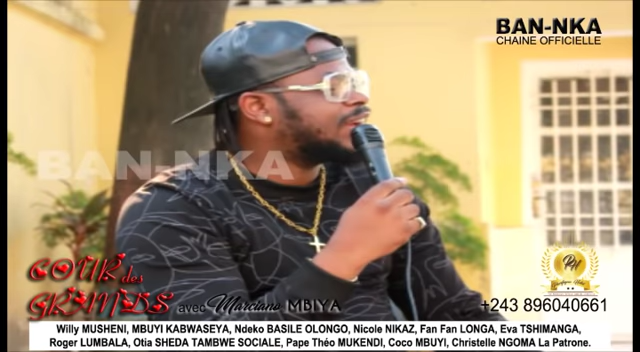 BAN-NKA
CHAINE OFFICIELLE
BAN-NKA
COUR des
GRANDS avec Marciano MBIYA
+243 896040661
Willy MUSHENI, MBUYI KABWASEYA, Ndeko BASILE OLONGO, Nicole NIKAZ, Fan Fan LONGA, Eva TSHIMANGA,
Roger LUMBALA, Otia SHEDA TAMBWE SOCIALE, Pape Théo MUKENDI, Coco MBUYI, Christelle NGOMA La Patrone.